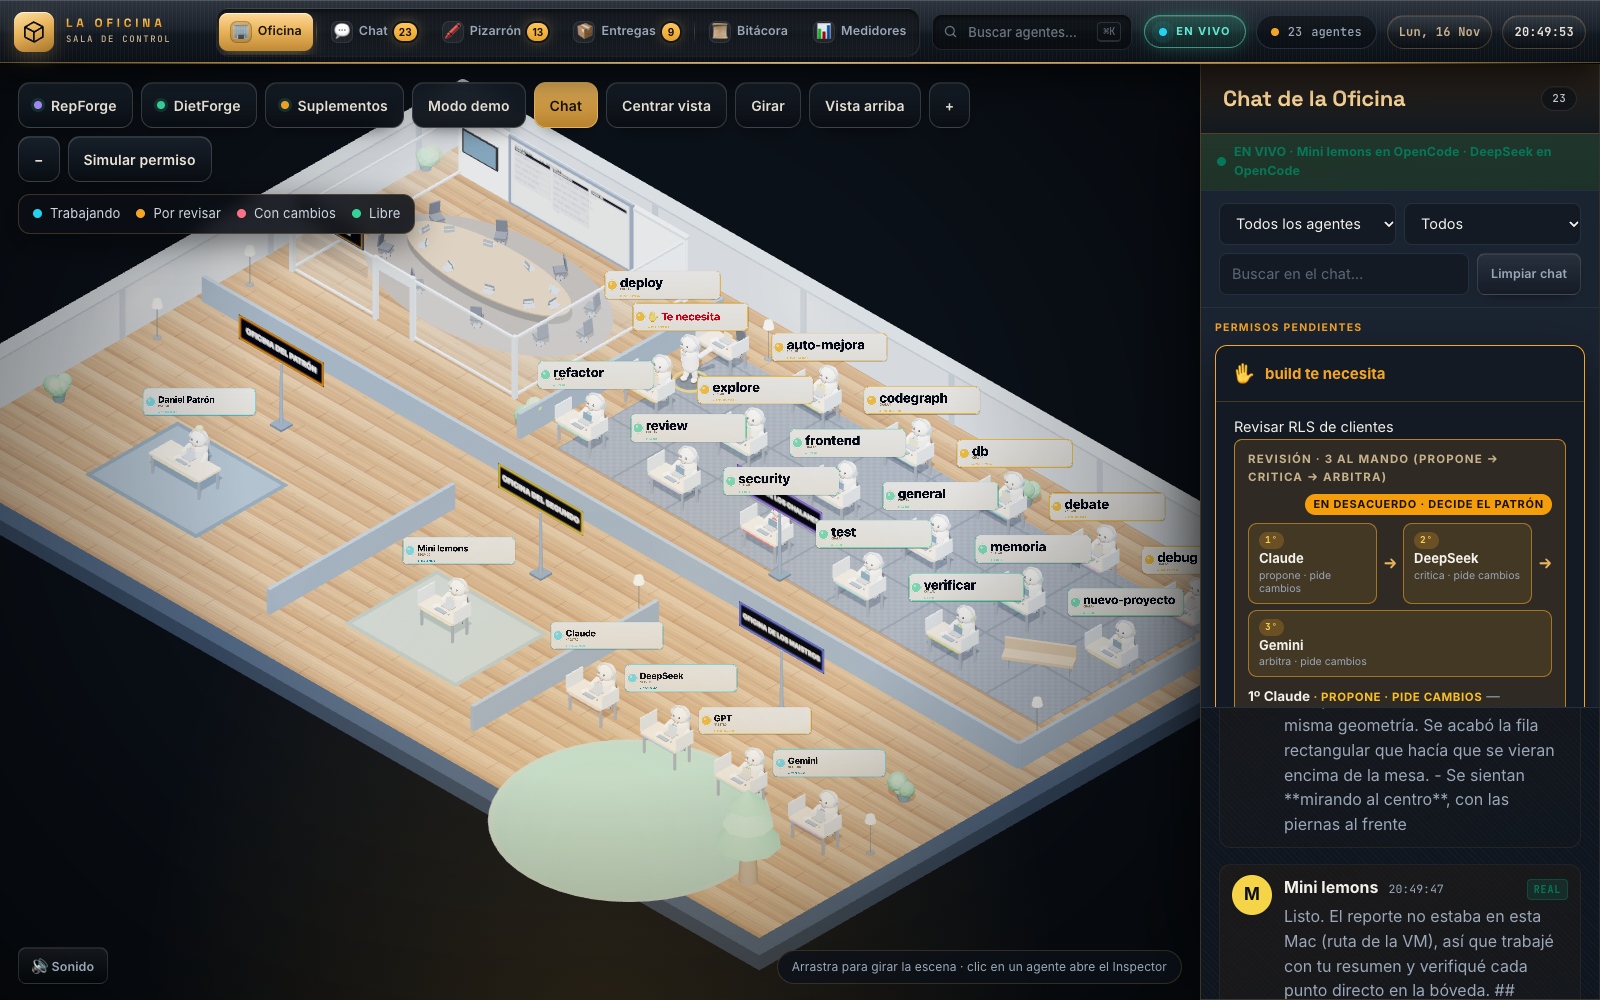 LA OFICINA
SALA DE CONTROL
Oficina
Chat 23
Pizarrón 13
Entregas 9
Bitácora
Medidores
Buscar agentes...
⌘K
EN VIVO
23 agentes
Lun, 16 Nov
20:49:53
RepForge
DietForge
Suplementos
Modo demo
Chat
Centrar vista
Girar
Vista arriba
+
−
Simular permiso
Trabajando
Por revisar
Con cambios
Libre
deploy
Te necesita
auto-mejora
refactor
explore
codegraph
review
frontend
db
security
general
debate
test
memoria
debug
verificar
nuevo-proyecto
OFICINA DEL PATRÓN
Daniel Patrón
OFICINA DEL SEGUNDO
Mini lemons
OFICINA DE LOS MAISTROS
Claude
DeepSeek
GPT
Gemini
Sonido
Arrastra para girar la escena · clic en un agente abre el Inspector
Chat de la Oficina
23
EN VIVO · Mini lemons en OpenCode · DeepSeek en
OpenCode
Todos los agentes
Todos
Buscar en el chat...
Limpiar chat
PERMISOS PENDIENTES
build te necesita
Revisar RLS de clientes
REVISIÓN · 3 AL MANDO (PROPONE →
CRITICA → ARBITRA)
EN DESACUERDO · DECIDE EL PATRÓN
1°
Claude
propone · pide
cambios
→
2°
DeepSeek
critica · pide cambios
→
3°
Gemini
arbitra · pide cambios
1º Claude · PROPONE · PIDE CAMBIOS —
misma geometría. Se acabó la fila
rectangular que hacía que se vieran
encima de la mesa. - Se sientan
**mirando al centro**, con las
piernas al frente
M
Mini lemons 20:49:47
REAL
Listo. El reporte no estaba en esta
Mac (ruta de la VM), así que trabajé
con tu resumen y verifiqué cada
punto directo en la bóveda. ##